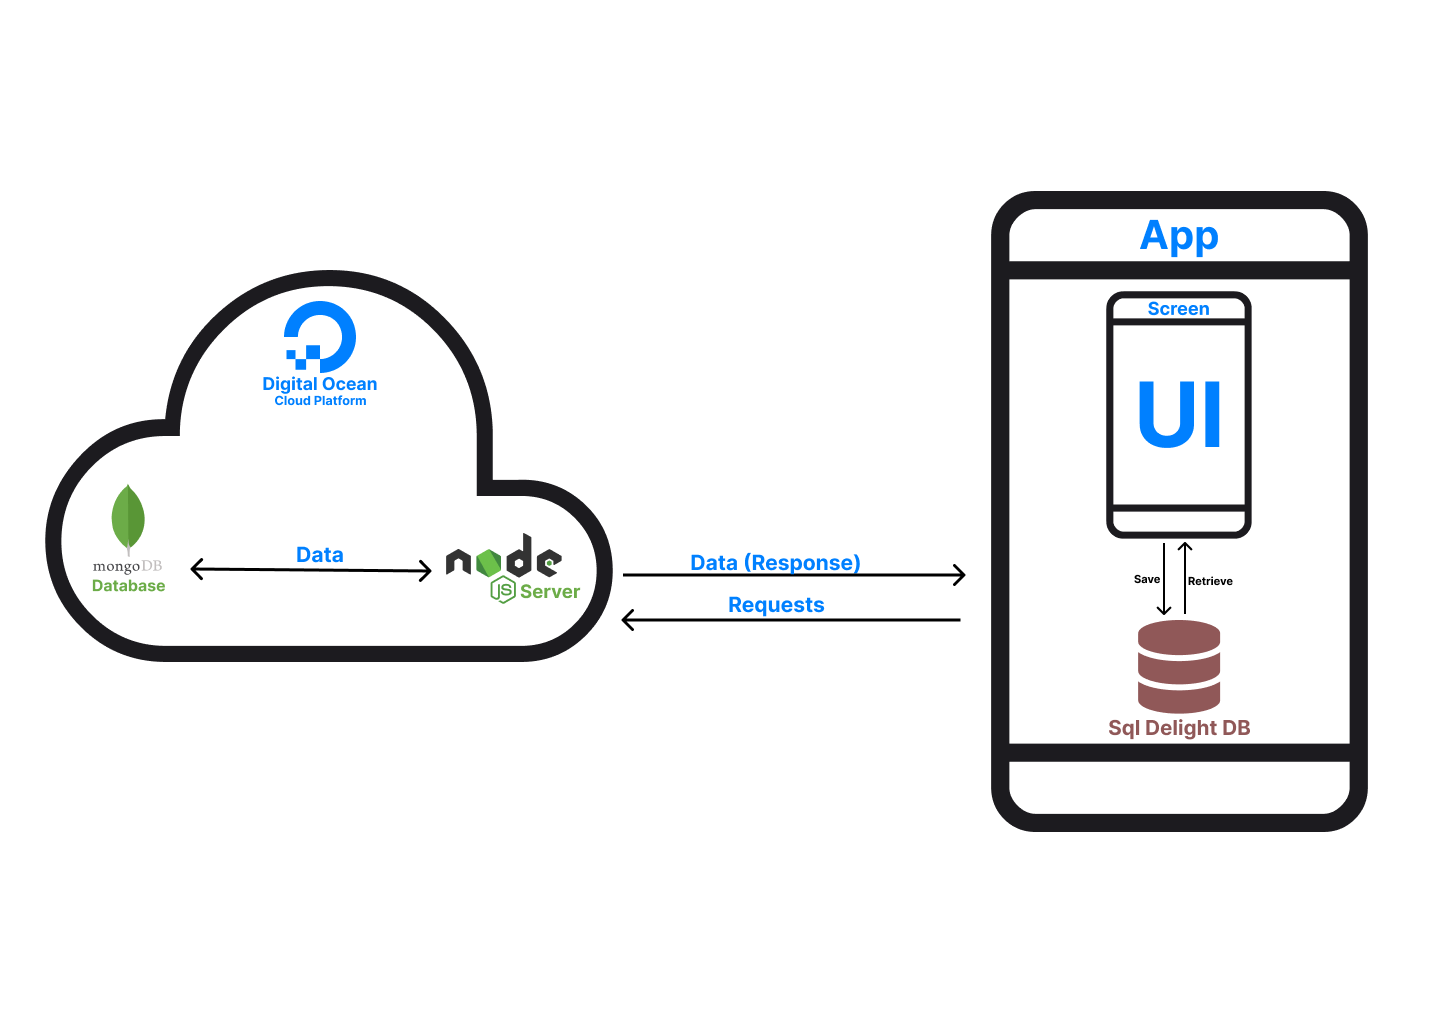 App
Screen
UI
Digital Ocean
Cloud Platform
mongoDB
Database
Data
node
JS
Server
Data (Response)
Requests
Save
Retrieve
Sql Delight DB